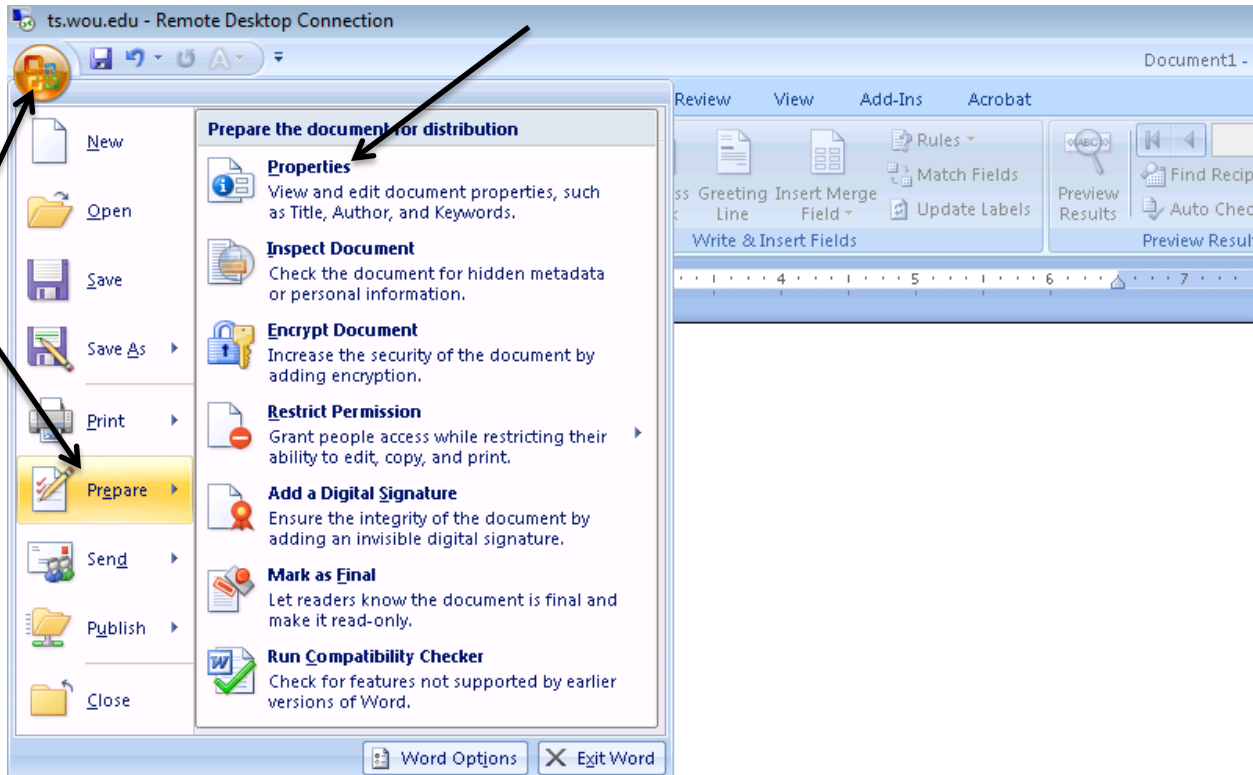 ts.wou.edu - Remote Desktop Connection
Document1 -
Review View Add-Ins Acrobat
New
Open
Save
Save As
Print
Prepare
Send
Publish
Close
Prepare the document for distribution
Properties
View and edit document properties, such
as Title, Author, and Keywords.
Inspect Document
Check the document for hidden metadata
or personal information.
Encrypt Document
Increase the security of the document by
adding encryption.
Restrict Permission
Grant people access while restricting their
ability to edit, copy, and print.
Add a Digital Signature
Ensure the integrity of the document by
adding an invisible digital signature.
Mark as Final
Let readers know the document is final and
make it read-only.
Run Compatibility Checker
Check for features not supported by earlier
versions of Word.
Word Options Exit Word
ss Greeting Insert Merge
Line Field
Rules
Match Fields
Update Labels
Write & Insert Fields
«ABC»
Preview
Results
Find Recip
Auto Chec
Preview Result
4 5 6 7